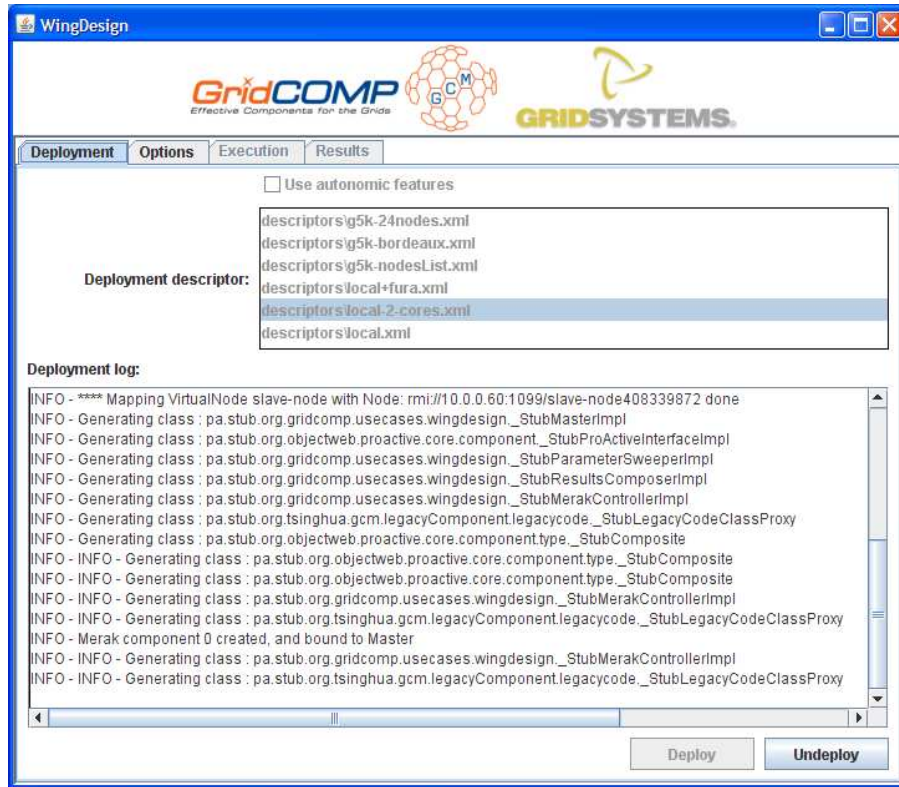 WingDesign
GridCOMP
Effective Components for the Grids
GCM
GRIDSYSTEMS.
Deployment Options Execution Results
Use autonomic features
Deployment descriptor:
descriptors\g5k-24nodes.xml
descriptors\g5k-bordeaux.xml
descriptors\g5k-nodesList.xml
descriptors\local+fura.xml
descriptors\local-2-cores.xml
descriptors\local.xml
Deployment log:
INFO - **** Mapping VirtualNode slave-node with Node: rmi://10.0.0.60:1099/slave-node408339872 done
INFO - Generating class : pa.stub.org.gridcomp.usecases.wingdesign._StubMasterImpl
INFO - Generating class : pa.stub.org.objectweb.proactive.core.component._StubProActiveInterfaceImpl
INFO - Generating class : pa.stub.org.gridcomp.usecases.wingdesign._StubParameterSweeperImpl
INFO - Generating class : pa.stub.org.gridcomp.usecases.wingdesign._StubResultsComposerImpl
INFO - Generating class : pa.stub.org.gridcomp.usecases.wingdesign._StubMerakControllerImpl
INFO - Generating class : pa.stub.org.tsinghua.gcm.legacyComponent.legacycode._StubLegacyCodeClassProxy
INFO - Generating class : pa.stub.org.objectweb.proactive.core.component.type._StubComposite
INFO - INFO - Generating class : pa.stub.org.objectweb.proactive.core.component.type._StubComposite
INFO - INFO - Generating class : pa.stub.org.objectweb.proactive.core.component.type._StubComposite
INFO - INFO - Generating class : pa.stub.org.gridcomp.usecases.wingdesign._StubMerakControllerImpl
INFO - INFO - Generating class : pa.stub.org.tsinghua.gcm.legacyComponent.legacycode._StubLegacyCodeClassProxy
INFO - Merak component 0 created, and bound to Master
INFO - INFO - Generating class : pa.stub.org.gridcomp.usecases.wingdesign._StubMerakControllerImpl
INFO - INFO - Generating class : pa.stub.org.tsinghua.gcm.legacyComponent.legacycode._StubLegacyCodeClassProxy
Deploy Undeploy